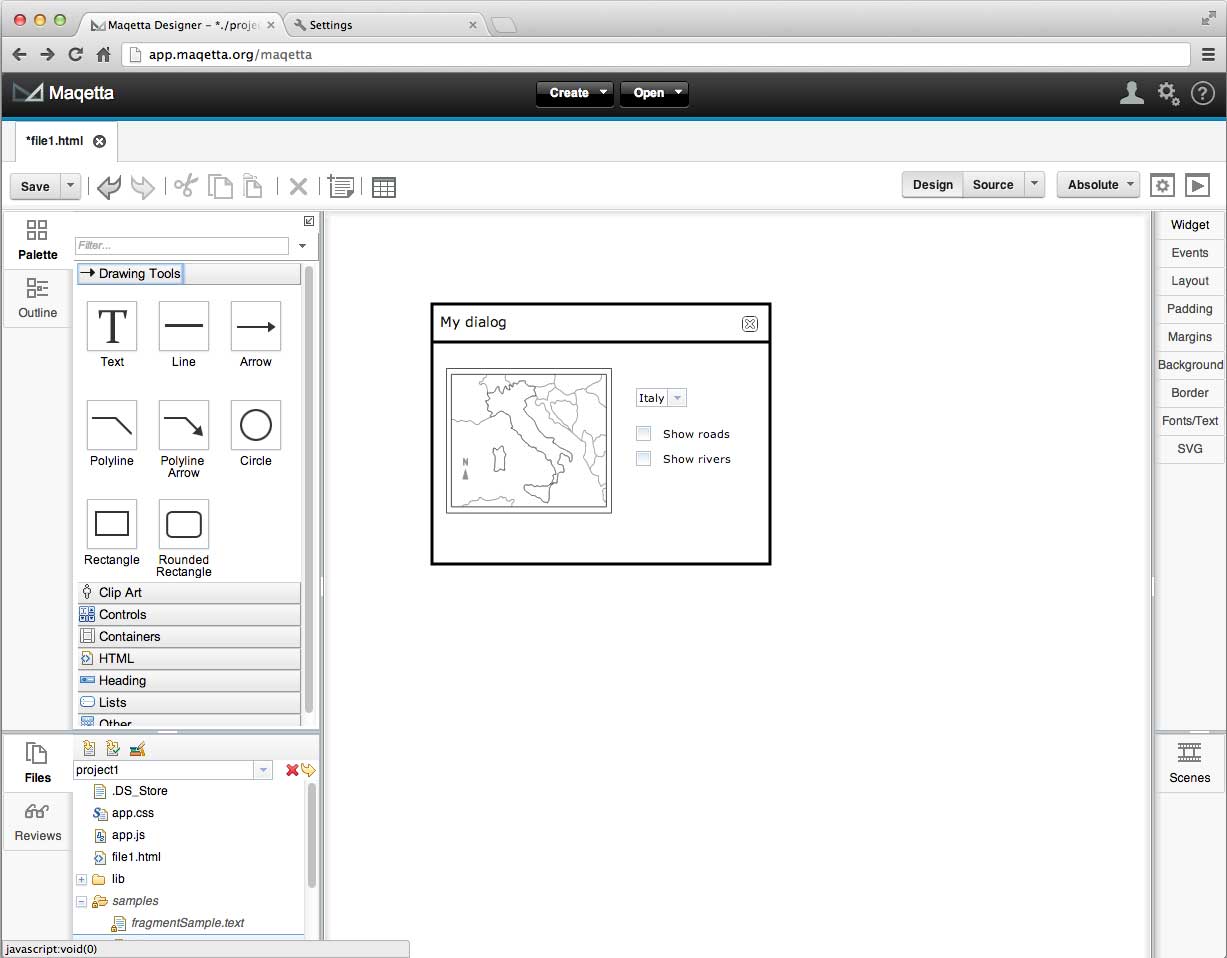 Maqetta Designer – *./projec
Settings
app.maqetta.org/maqetta
Maqetta
Create
Open
?
*file1.html
Save
Design
Source
Absolute
Palette
Outline
Filter...
Drawing Tools
T
Text
Line
Arrow
Polyline
Polyline
Arrow
Circle
Rectangle
Rounded
Rectangle
Clip Art
Controls
Containers
HTML
Heading
Lists
Other
My dialog
N
Italy
Show roads
Show rivers
Widget
Events
Layout
Padding
Margins
Background
Border
Fonts/Text
SVG
Files
Reviews
project1
.DS_Store
app.css
app.js
file1.html
lib
samples
fragmentSample.text
Scenes
javascript:void(0)